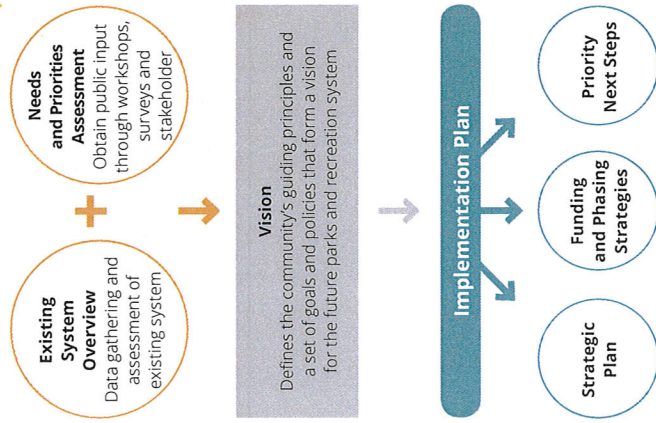 Existing
System
Overview
Data gathering and
assessment of
existing system
+
Needs
and Priorities
Assessment
Obtain public input
through workshops,
surveys and
stakeholder
Vision
Defines the community's guiding principles and
a set of goals and policies that form a vision
for the future parks and recreation system
Implementation Plan
Strategic
Plan
Funding
and Phasing
Strategies
Priority
Next Steps